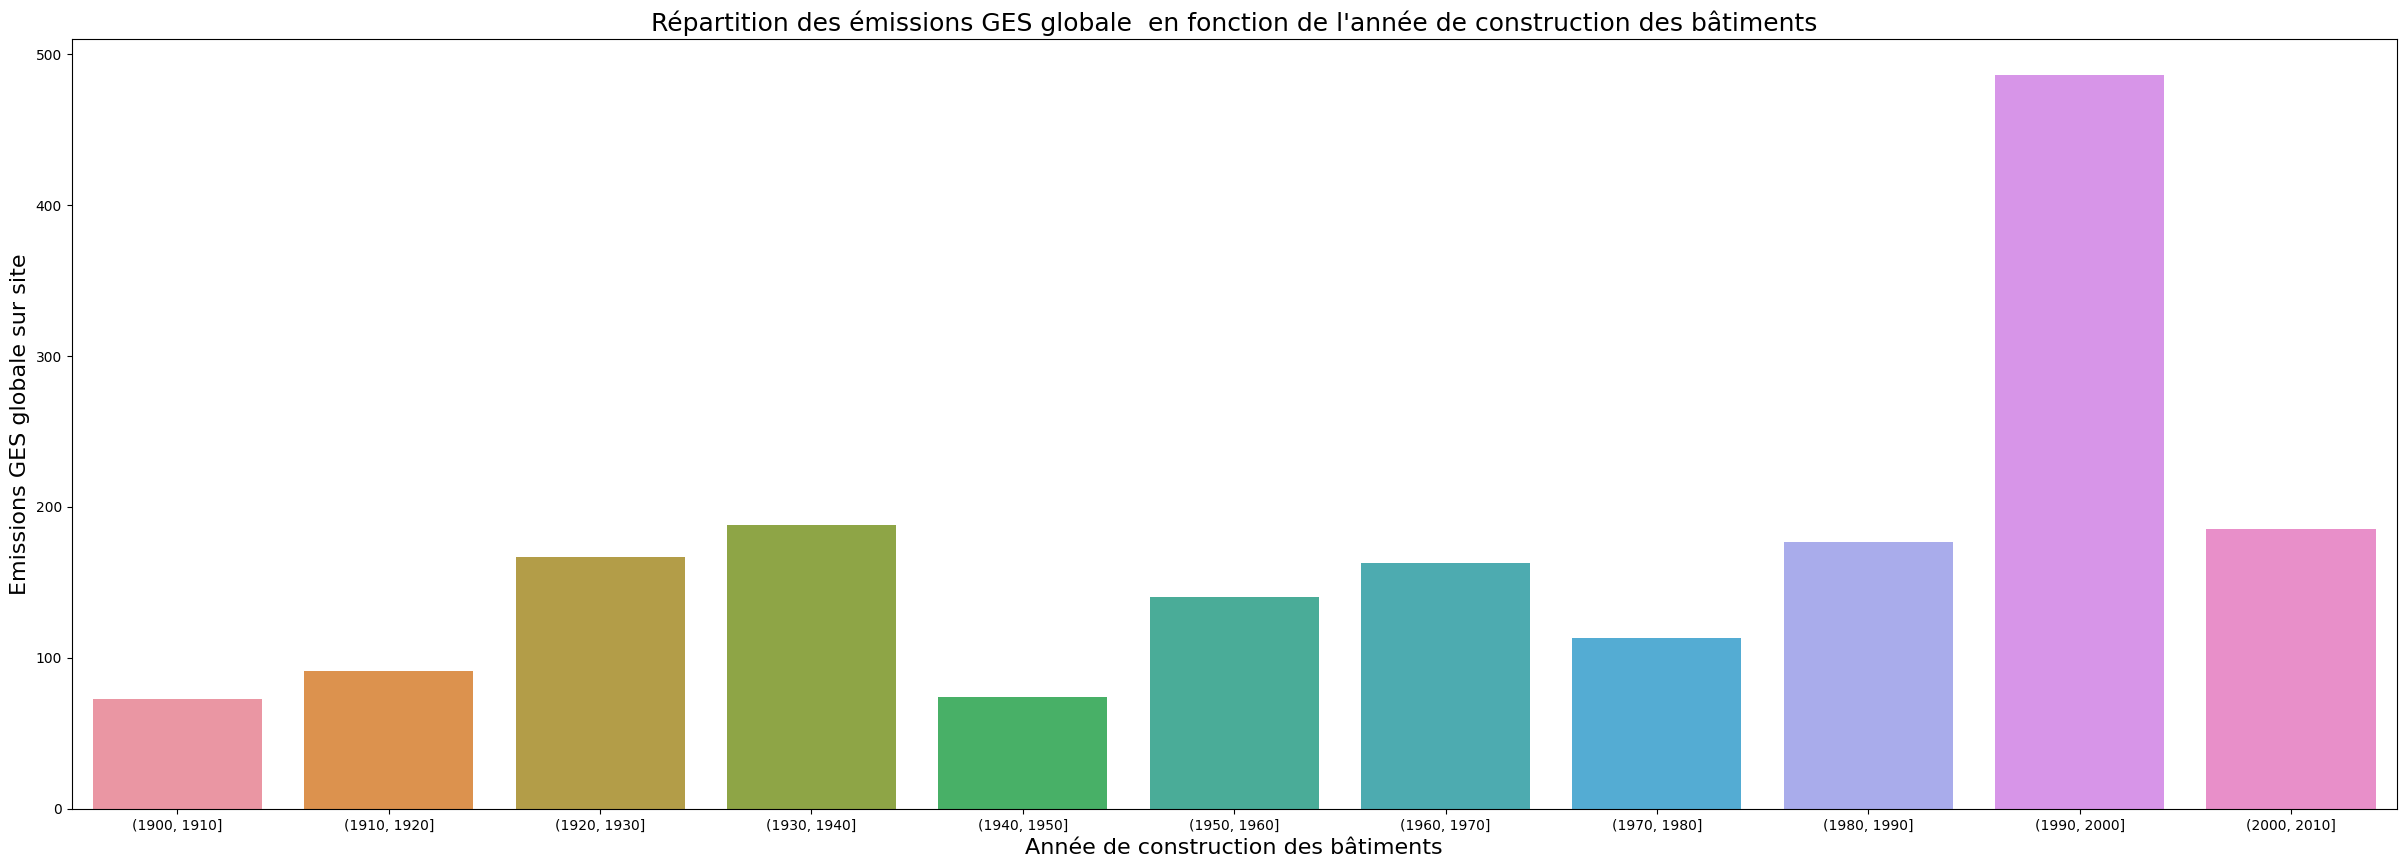 Répartition des émissions GES globale  en fonction de l'année de construction des bâtiments
Emissions GES globale sur site
500
400
300
200
100
0
(1900, 1910] (1910, 1920] (1920, 1930] (1930, 1940] (1940, 1950] (1950, 1960] (1960, 1970] (1970, 1980] (1980, 1990] (1990, 2000] (2000, 2010]
Année de construction des bâtiments